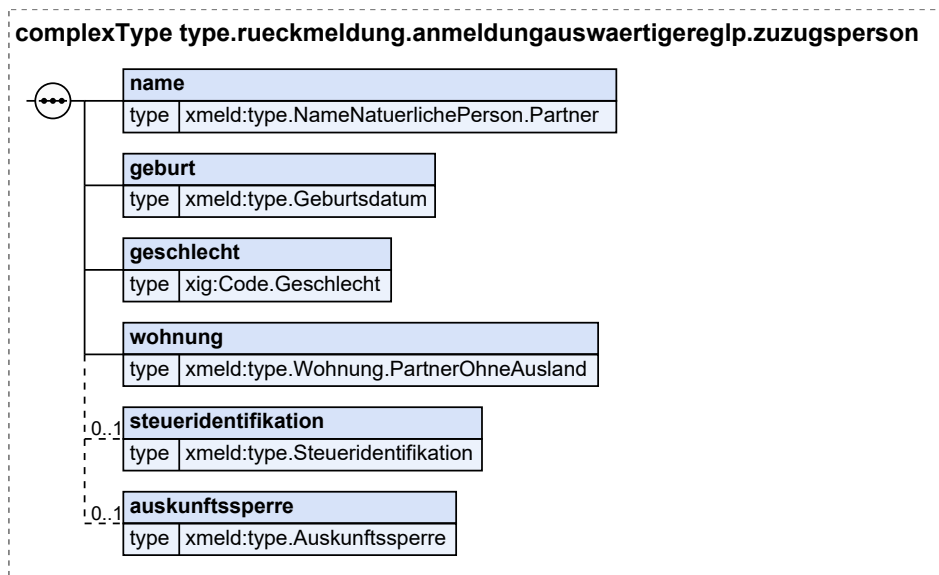 complexType type.rueckmeldung.anmeldungauswaertigereglp.zuzugsperson
name
type xmeld:type.NameNatuerlichePerson.Partner
geburt
type xmeld:type.Geburtsdatum
geschlecht
type xig:Code.Geschlecht
wohnung
type xmeld:type.Wohnung.PartnerOhneAusland
0..1 steueridentifikation
type xmeld:type.Steueridentifikation
0..1 auskunftssperre
type xmeld:type.Auskunftssperre